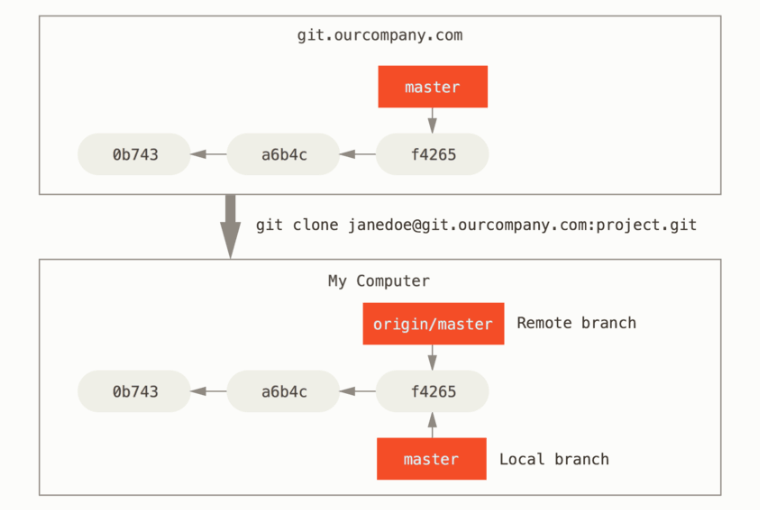 git.ourcompany.com
master
0b743 a6b4c f4265
git clone janedoe@git.ourcompany.com:project.git
My Computer
origin/master Remote branch
0b743 a6b4c f4265
master Local branch